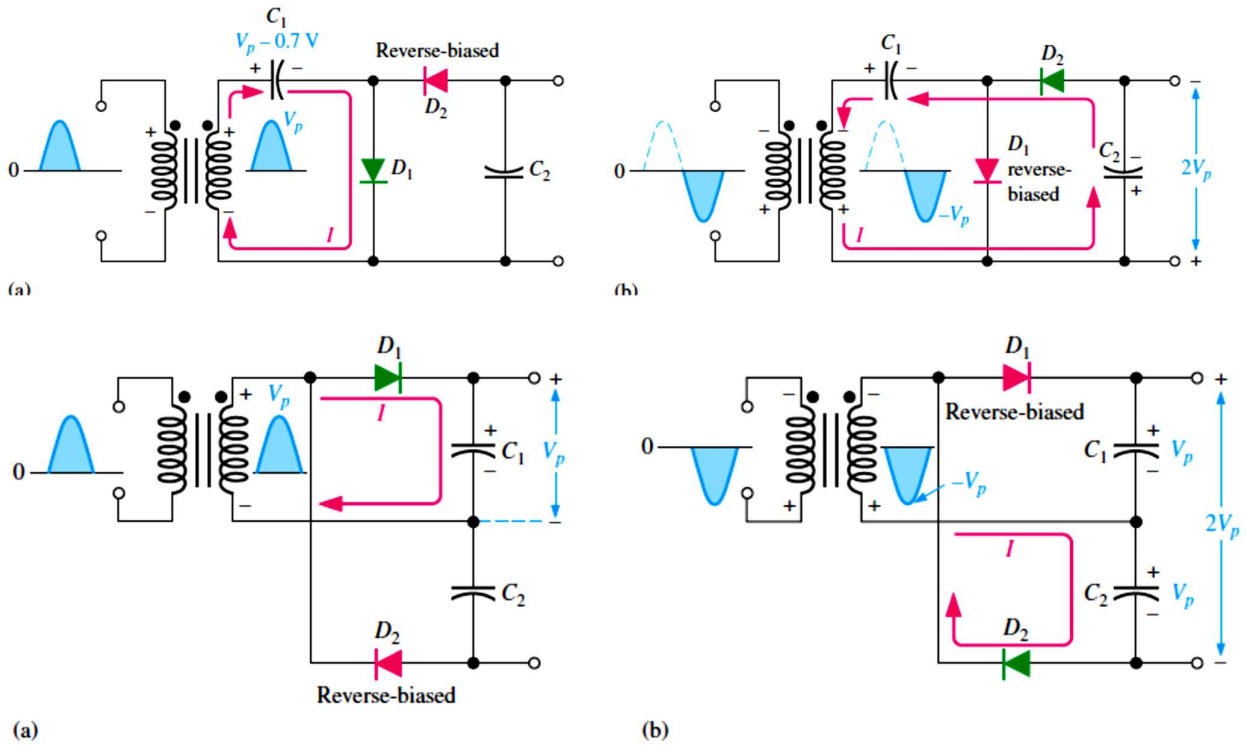 C1
Vp – 0.7 V
+ –
Reverse-biased
D2
+ +
Vp
0
D1
C2
– –
I
(a)
C1
D2
+ –
–
– –
0
D1
reverse-
biased
C2
–
+
2Vp
–Vp
+ +
I
+
(b)
D1
I
+
Vp
+
+ +
C1
Vp
0
–
– –
–
C2
D2
Reverse-biased
(a)
D1
+
– –
Reverse-biased
+
0
C1
Vp
–
–Vp
+ +
2Vp
I
+
C2
Vp
–
D2
–
(b)